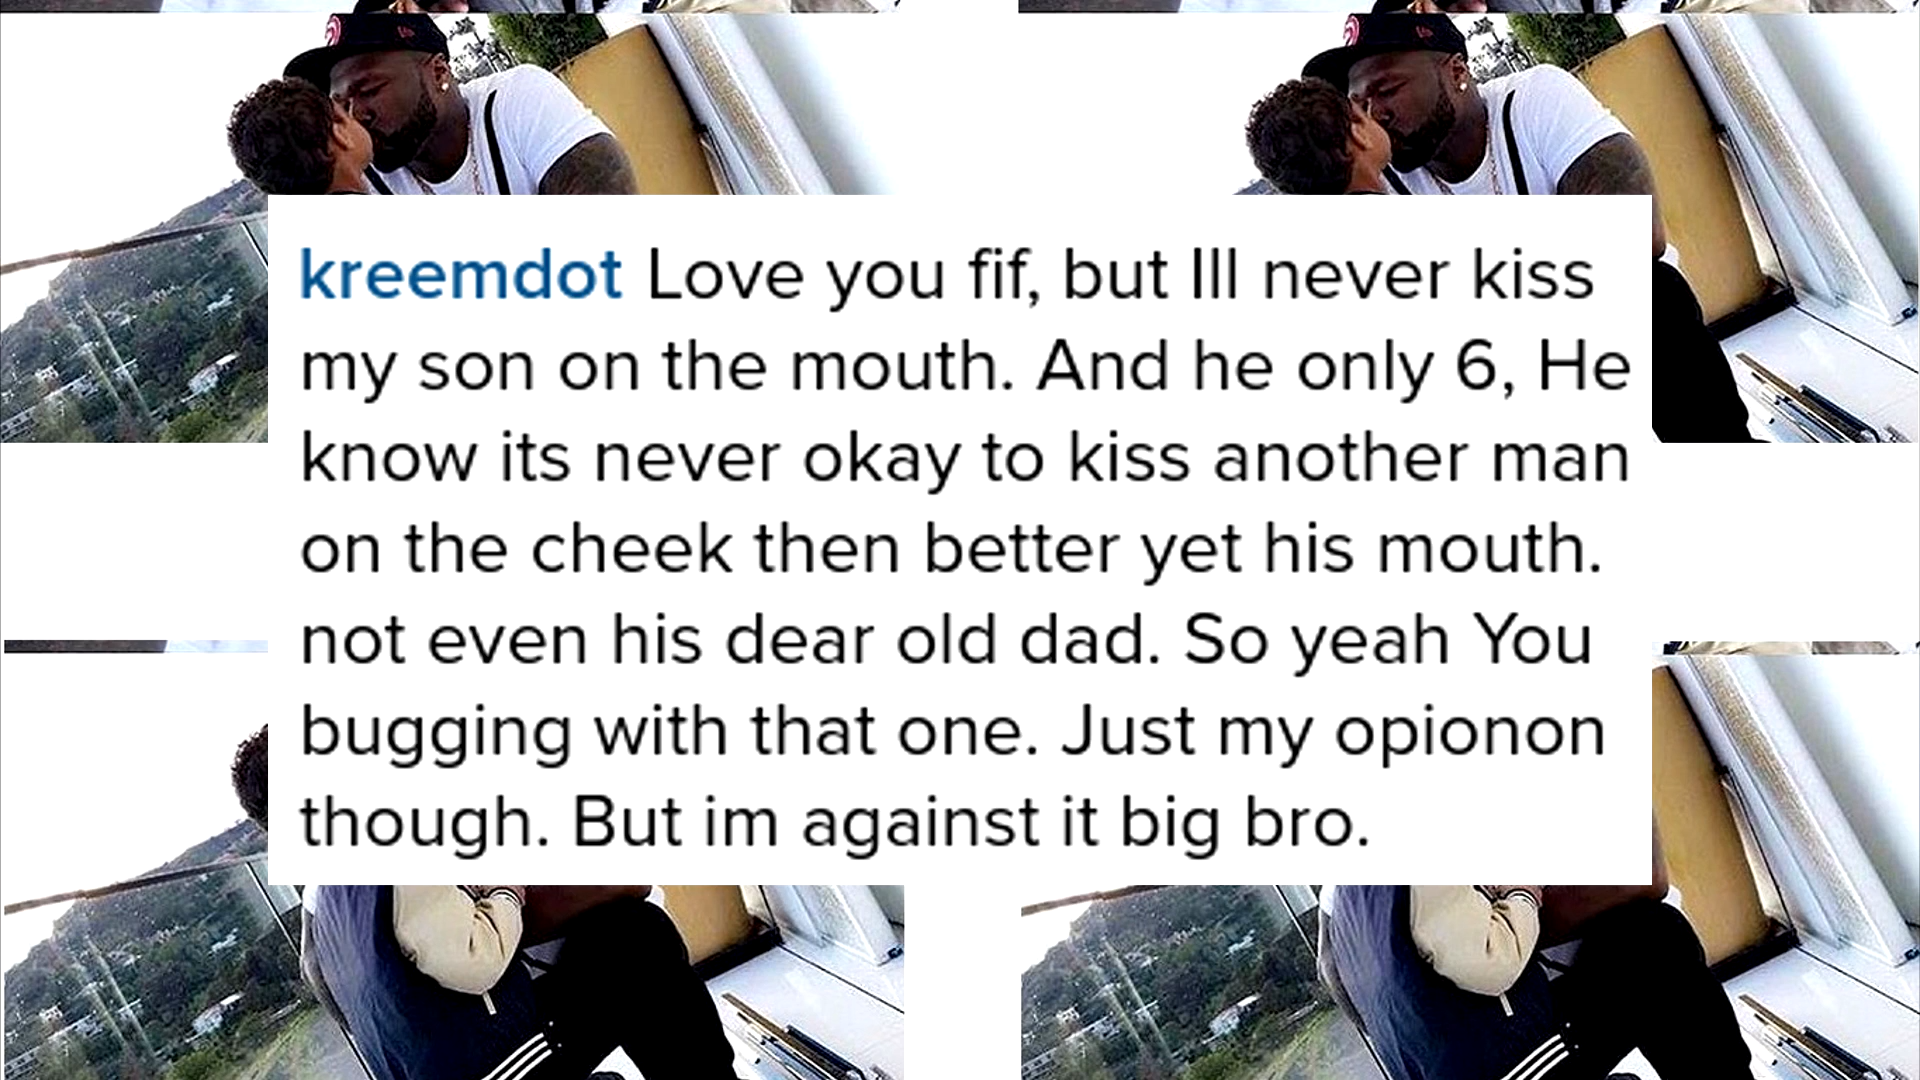 kreemdot Love you fif, but Ill never kiss
my son on the mouth. And he only 6, He
know its never okay to kiss another man
on the cheek then better yet his mouth.
not even his dear old dad. So yeah You
bugging with that one. Just my opionon
though. But im against it big bro.